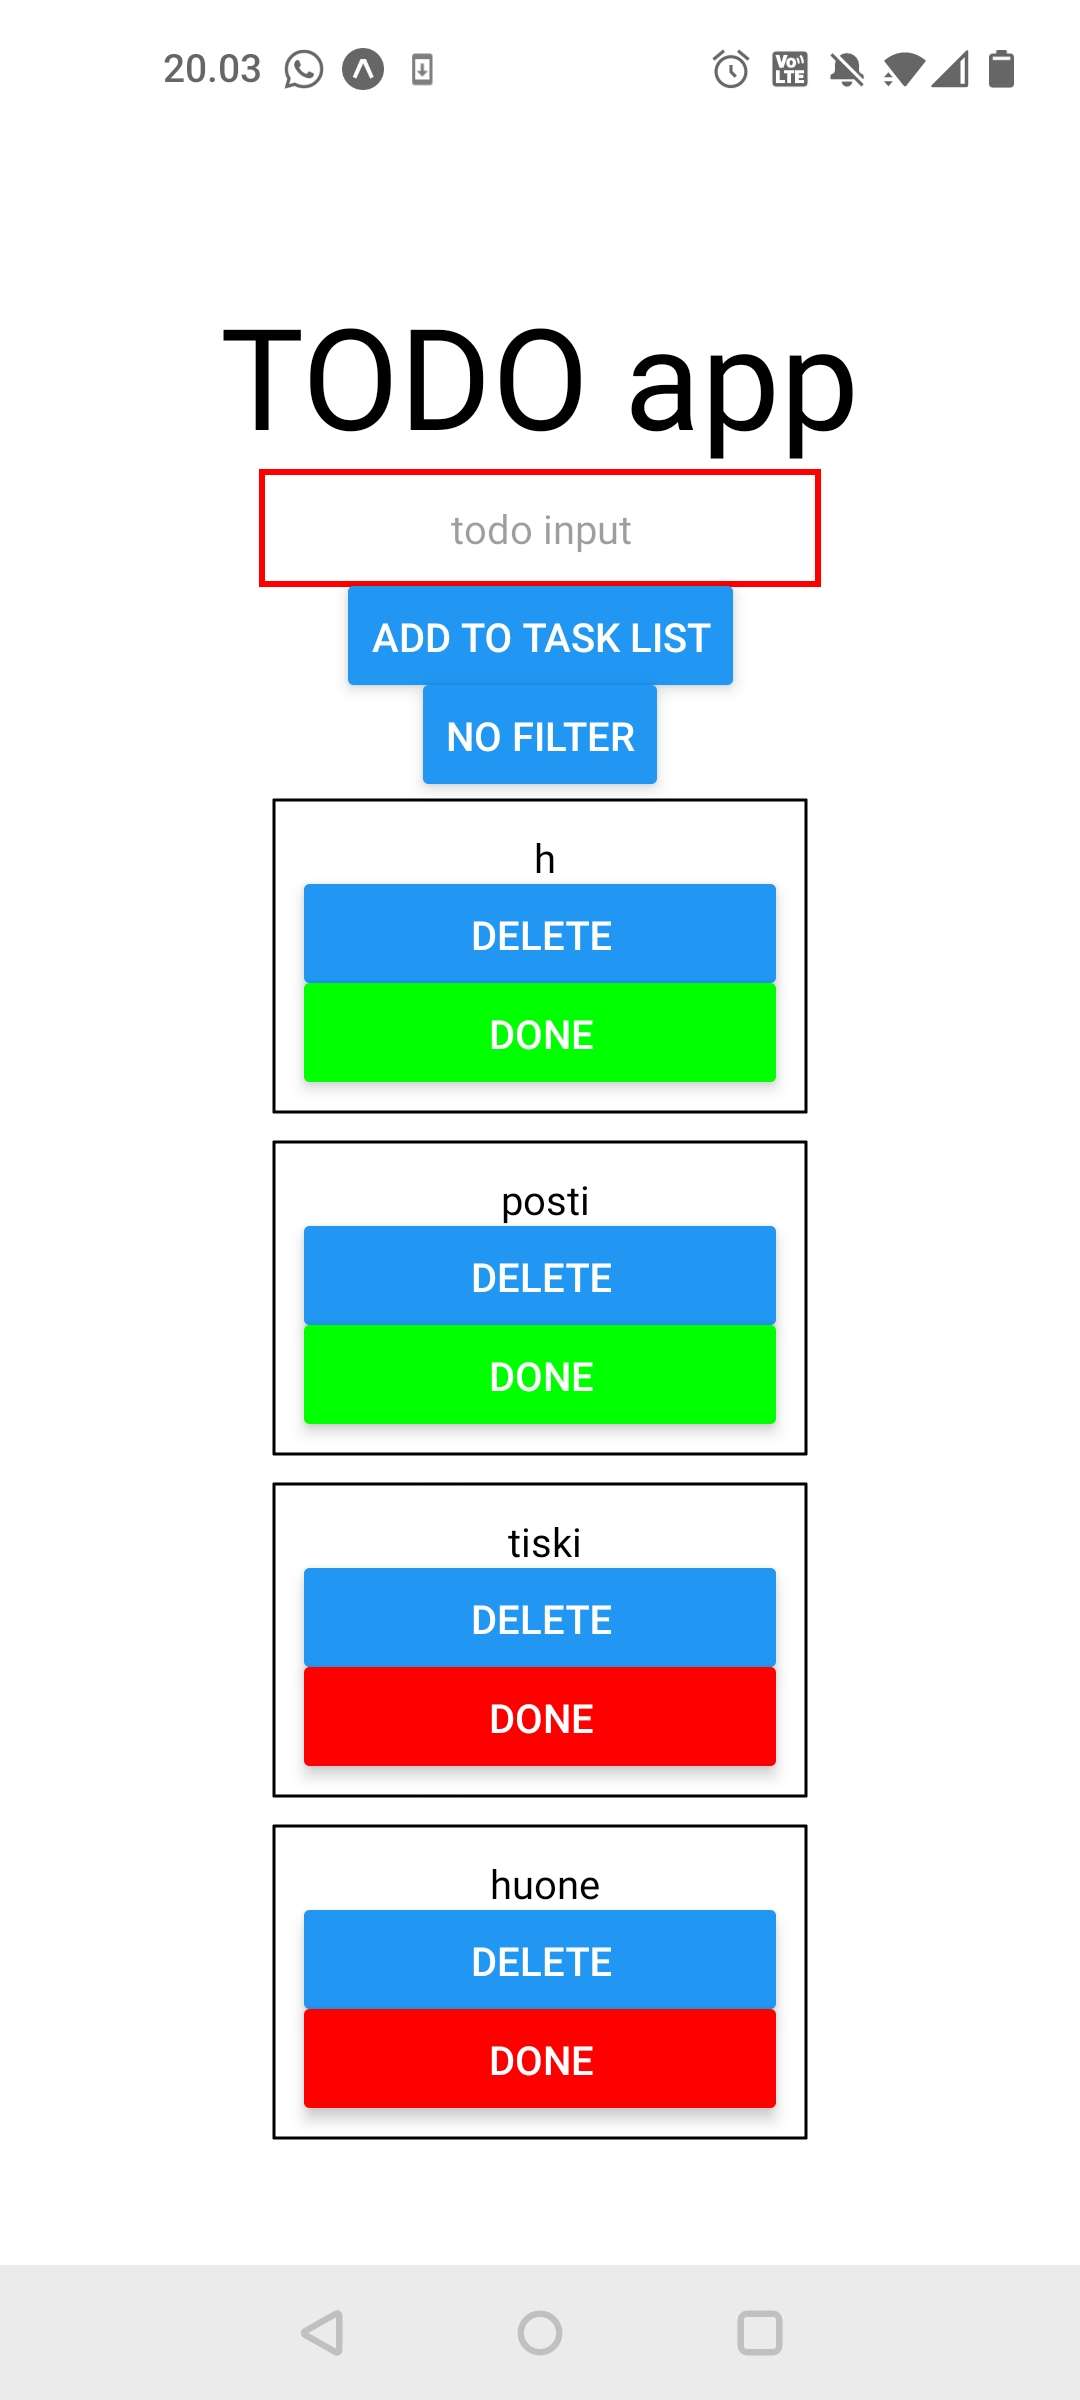 20.03
Vo LTE
TODO app
todo input
ADD TO TASK LIST
NO FILTER
h
DELETE
DONE
posti
DELETE
DONE
tiski
DELETE
DONE
huone
DELETE
DONE